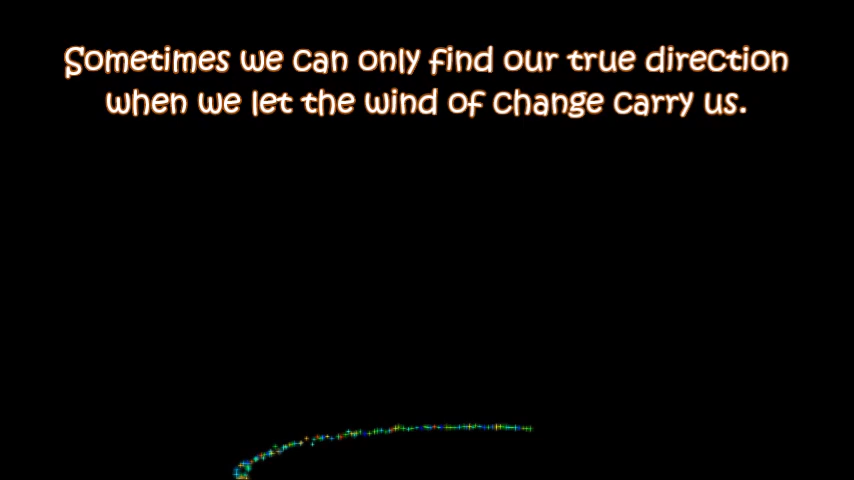 Sometimes we can only find our true direction
when we let the wind of change carry us.